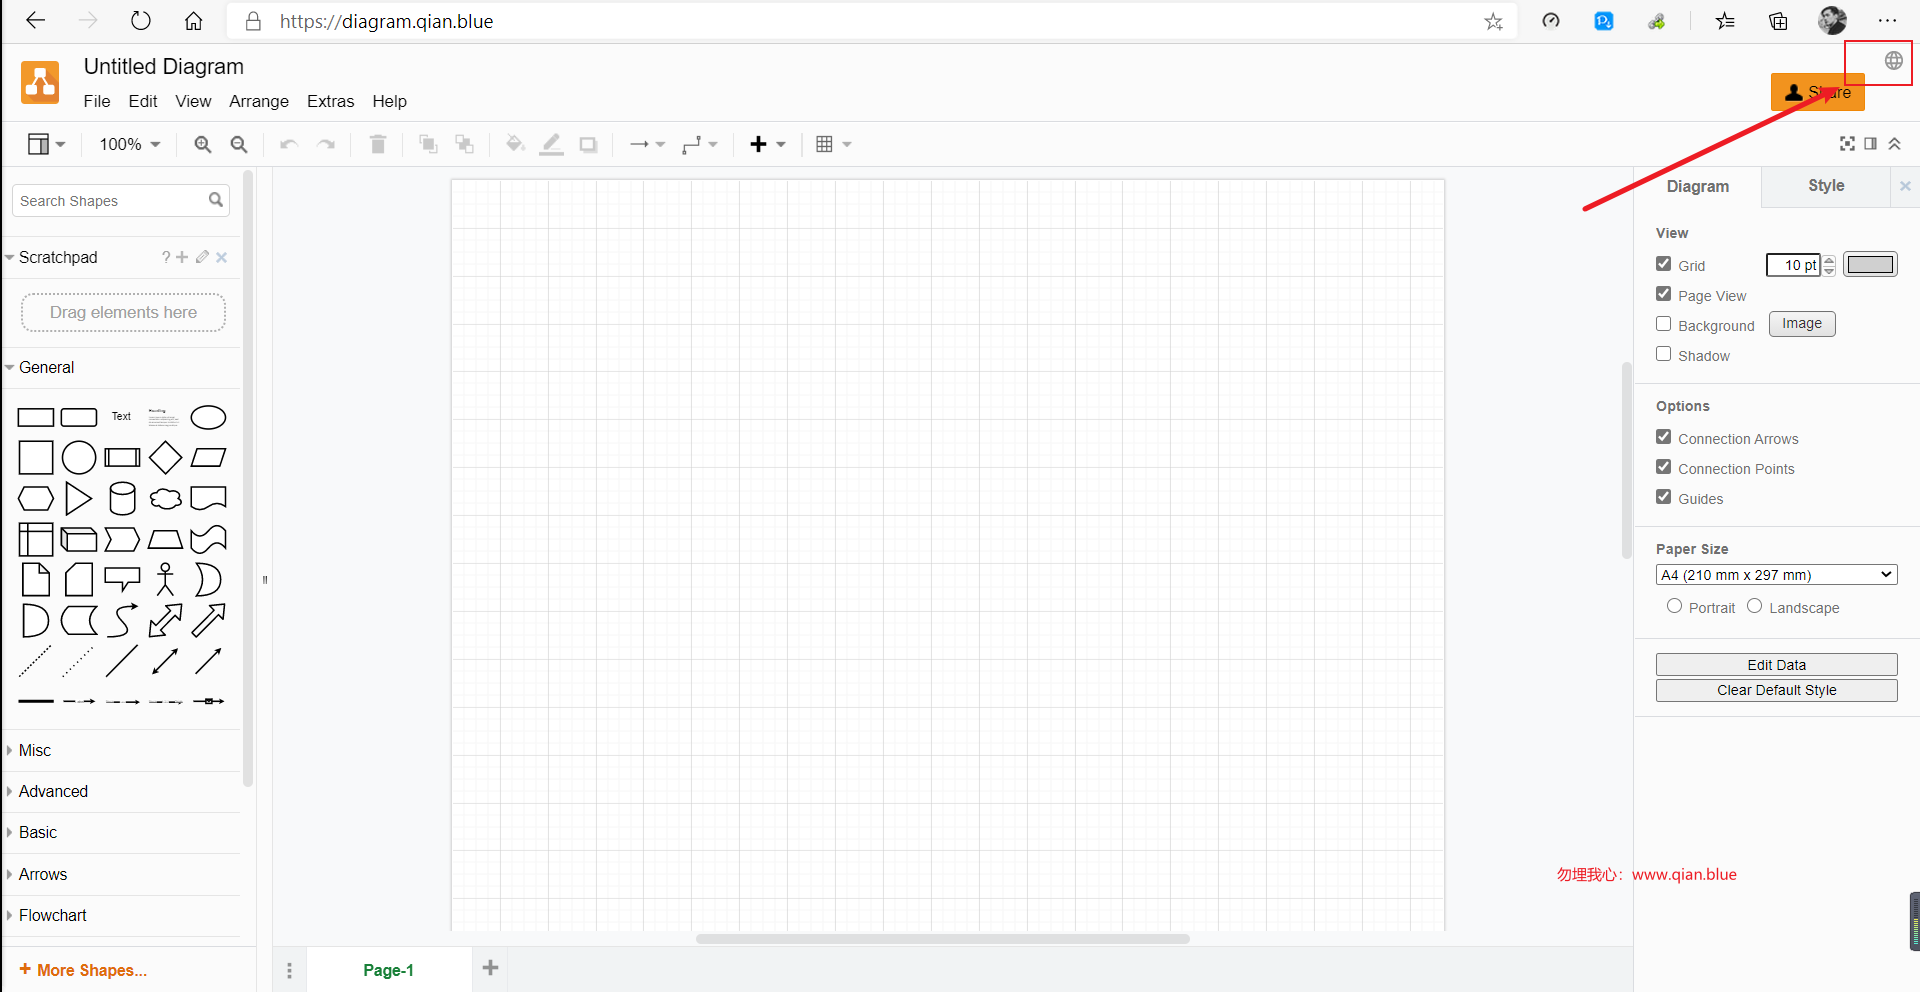 https://diagram.qian.blue
Untitled Diagram
File Edit View Arrange Extras Help
Share
100%
Search Shapes
Scratchpad ?
Drag elements here
General
Text
Heading
Misc
Advanced
Basic
Arrows
Flowchart
+ More Shapes...
Page-1
Diagram Style
View
Grid 10 pt
Page View
Background Image
Shadow
Options
Connection Arrows
Connection Points
Guides
Paper Size
A4 (210 mm x 297 mm)
Portrait Landscape
Edit Data
Clear Default Style
勿埋我心：www.qian.blue